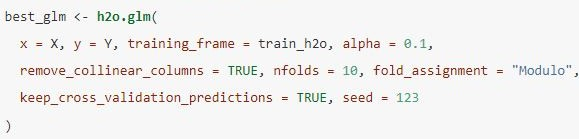 best_glm <- h2o.glm(
  x = X, y = Y, training_frame = train_h2o, alpha = 0.1,
  remove_collinear_columns = TRUE, nfolds = 10, fold_assignment = "Modulo",
  keep_cross_validation_predictions = TRUE, seed = 123
)